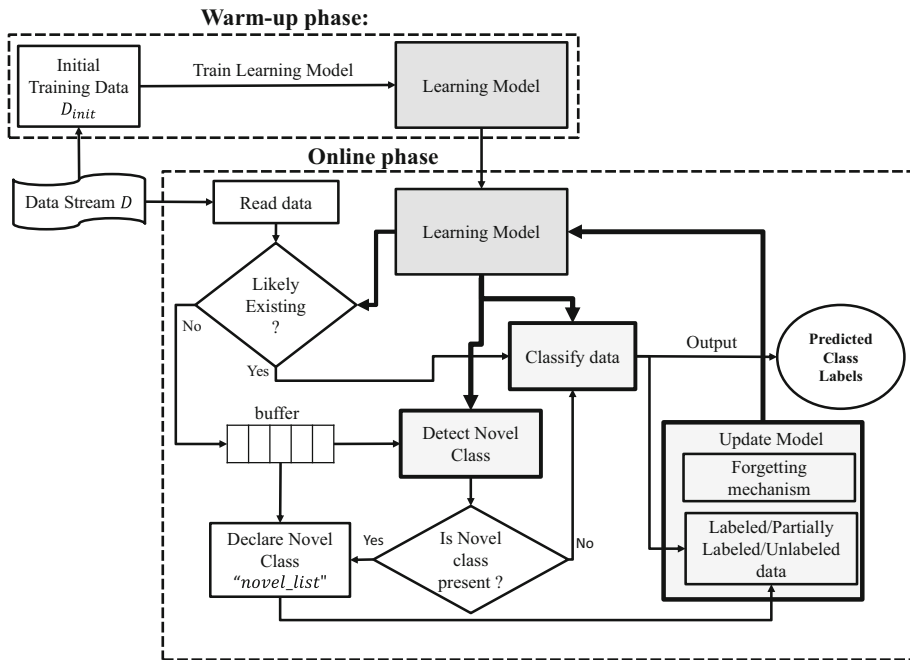 Warm-up phase:
Initial
Training Data
D_init
Train Learning Model
Learning Model
Online phase
Data Stream D
Read data
Learning Model
Likely
Existing
?
No
Yes
Classify data
Output
Predicted
Class
Labels
buffer
Detect Novel
Class
Update Model
Forgetting
mechanism
Labeled/Partially
Labeled/Unlabeled
data
Declare Novel
Class
“novel_list"
Yes
Is Novel
class
present ?
No